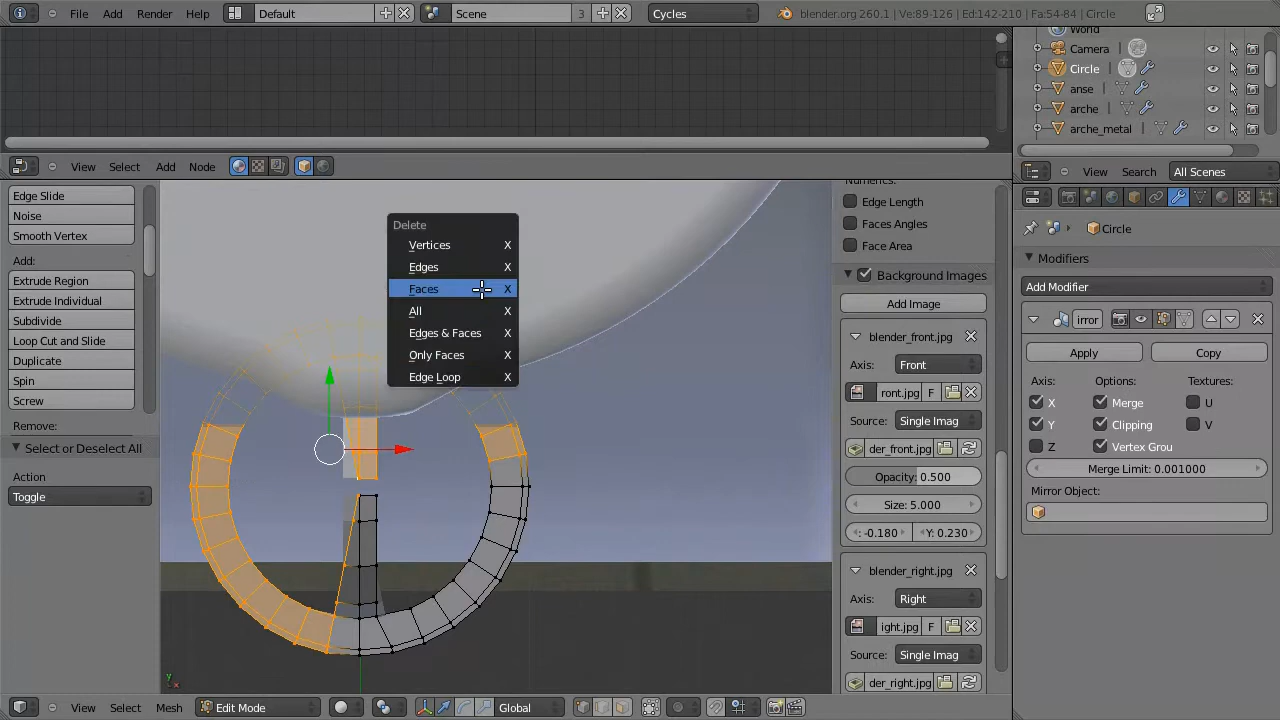 File Add Render Help Default Scene 3 Cycles blender.org 260.1 | Ve:89-126 | Ed:142-210 | Fa:54-84 | Circle
World
Camera
Circle
anse
arche
arche_metal
View Select Add Node
View Search All Scenes
Edge Slide
Noise
Smooth Vertex
Add:
Extrude Region
Extrude Individual
Subdivide
Loop Cut and Slide
Duplicate
Spin
Screw
Remove:
Select or Deselect All
Action
Toggle
Delete
Vertices X
Edges X
Faces X
All X
Edges & Faces X
Only Faces X
Edge Loop X
Numerics:
Edge Length
Faces Angles
Face Area
Background Images
Add Image
blender_front.jpg
Axis: Front
ront.jpg F
Source: Single Imag
der_front.jpg
Opacity: 0.500
Size: 5.000
: -0.180 Y: 0.230
blender_right.jpg
Axis: Right
ight.jpg F
Source: Single Imag
der_right.jpg
Circle
Modifiers
Add Modifier
irror
Apply Copy
Axis: Options: Textures:
X Merge U
Y Clipping V
Z Vertex Grou
Merge Limit: 0.001000
Mirror Object:
y
x
View Select Mesh Edit Mode Global